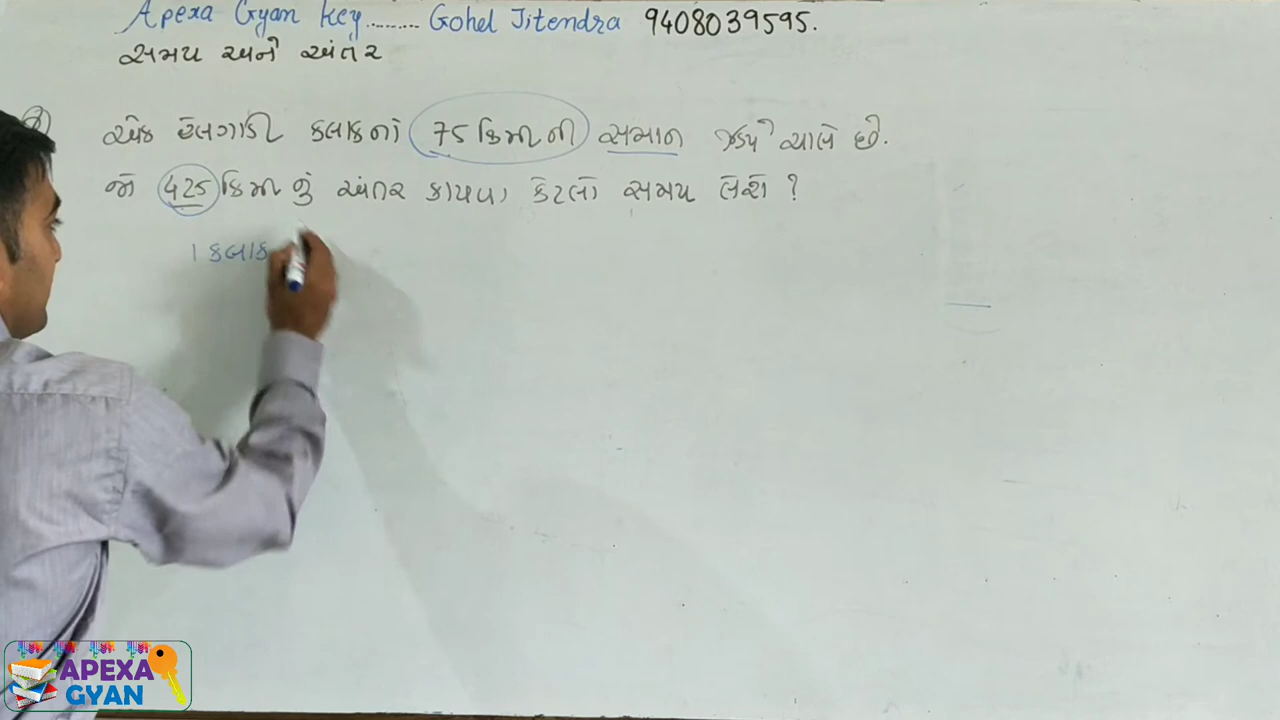 Apexa Gyan Key......... Gohel Jitendra 9408039595.
સમય અને અંતર
એક રેલગાડી કલાકનાં 75 કિમીની સમાન ઝડપે ચાલે છે.
જો 425 કિમી નું અંતર કાપવા કેટલો સમય લેશે ?
1 કલાક
APEXA
GYAN